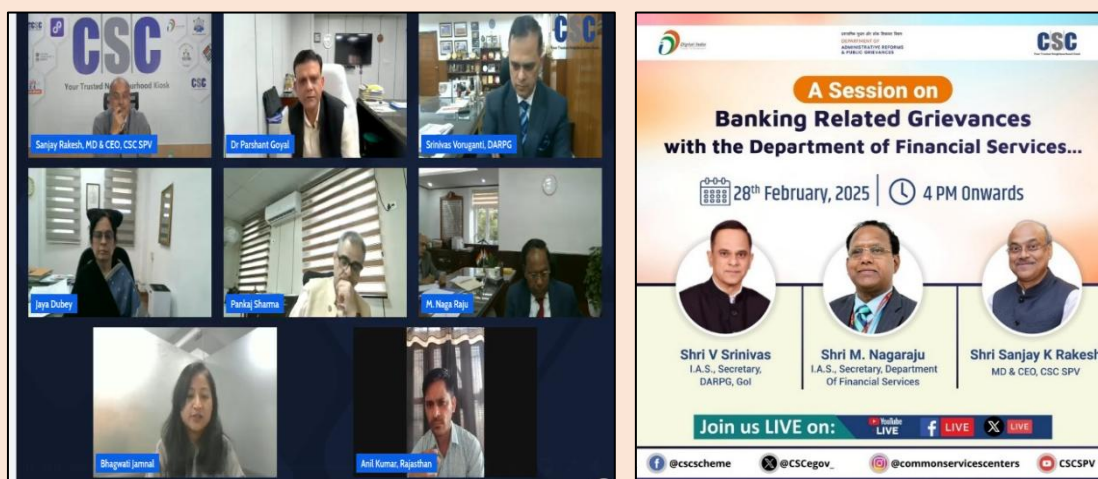 CSC
Your Trusted Neighbourhood Kiosk
CSC
Sanjay Rakesh, MD & CEO, CSC SPV
Dr Parshant Goyal
Srinivas Voruganti, DARPG
Jaya Dubey
Pankaj Sharma
M. Naga Raju
Bhagwati Jamnal
Anil Kumar, Rajasthan
Digital India
DEPARTMENT OF
ADMINISTRATIVE REFORMS
& PUBLIC GRIEVANCES
CSC
A Session on
Banking Related Grievances
with the Department of Financial Services...
28th February, 2025
4 PM Onwards
Shri V Srinivas
I.A.S., Secretary,
DARPG, GoI
Shri M. Nagaraju
I.A.S., Secretary, Department
Of Financial Services
Shri Sanjay K Rakesh
MD & CEO, CSC SPV
Join us LIVE on:
YouTube
LIVE
f LIVE
X LIVE
@cscscheme
@CSCegov_
@commonservicescenters
CSCSPV